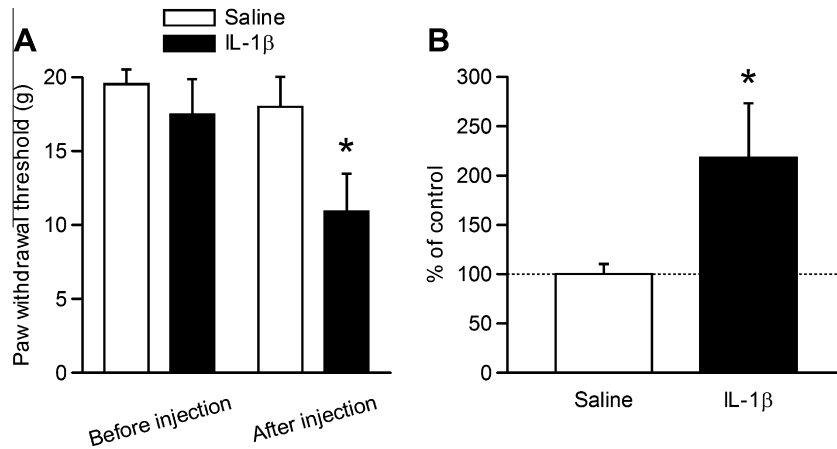 A
Saline
IL-1β
Paw withdrawal threshold (g)
20
15
10
5
0
*
Before injection
After injection
B
% of control
300
250
200
150
100
50
0
*
Saline
IL-1β